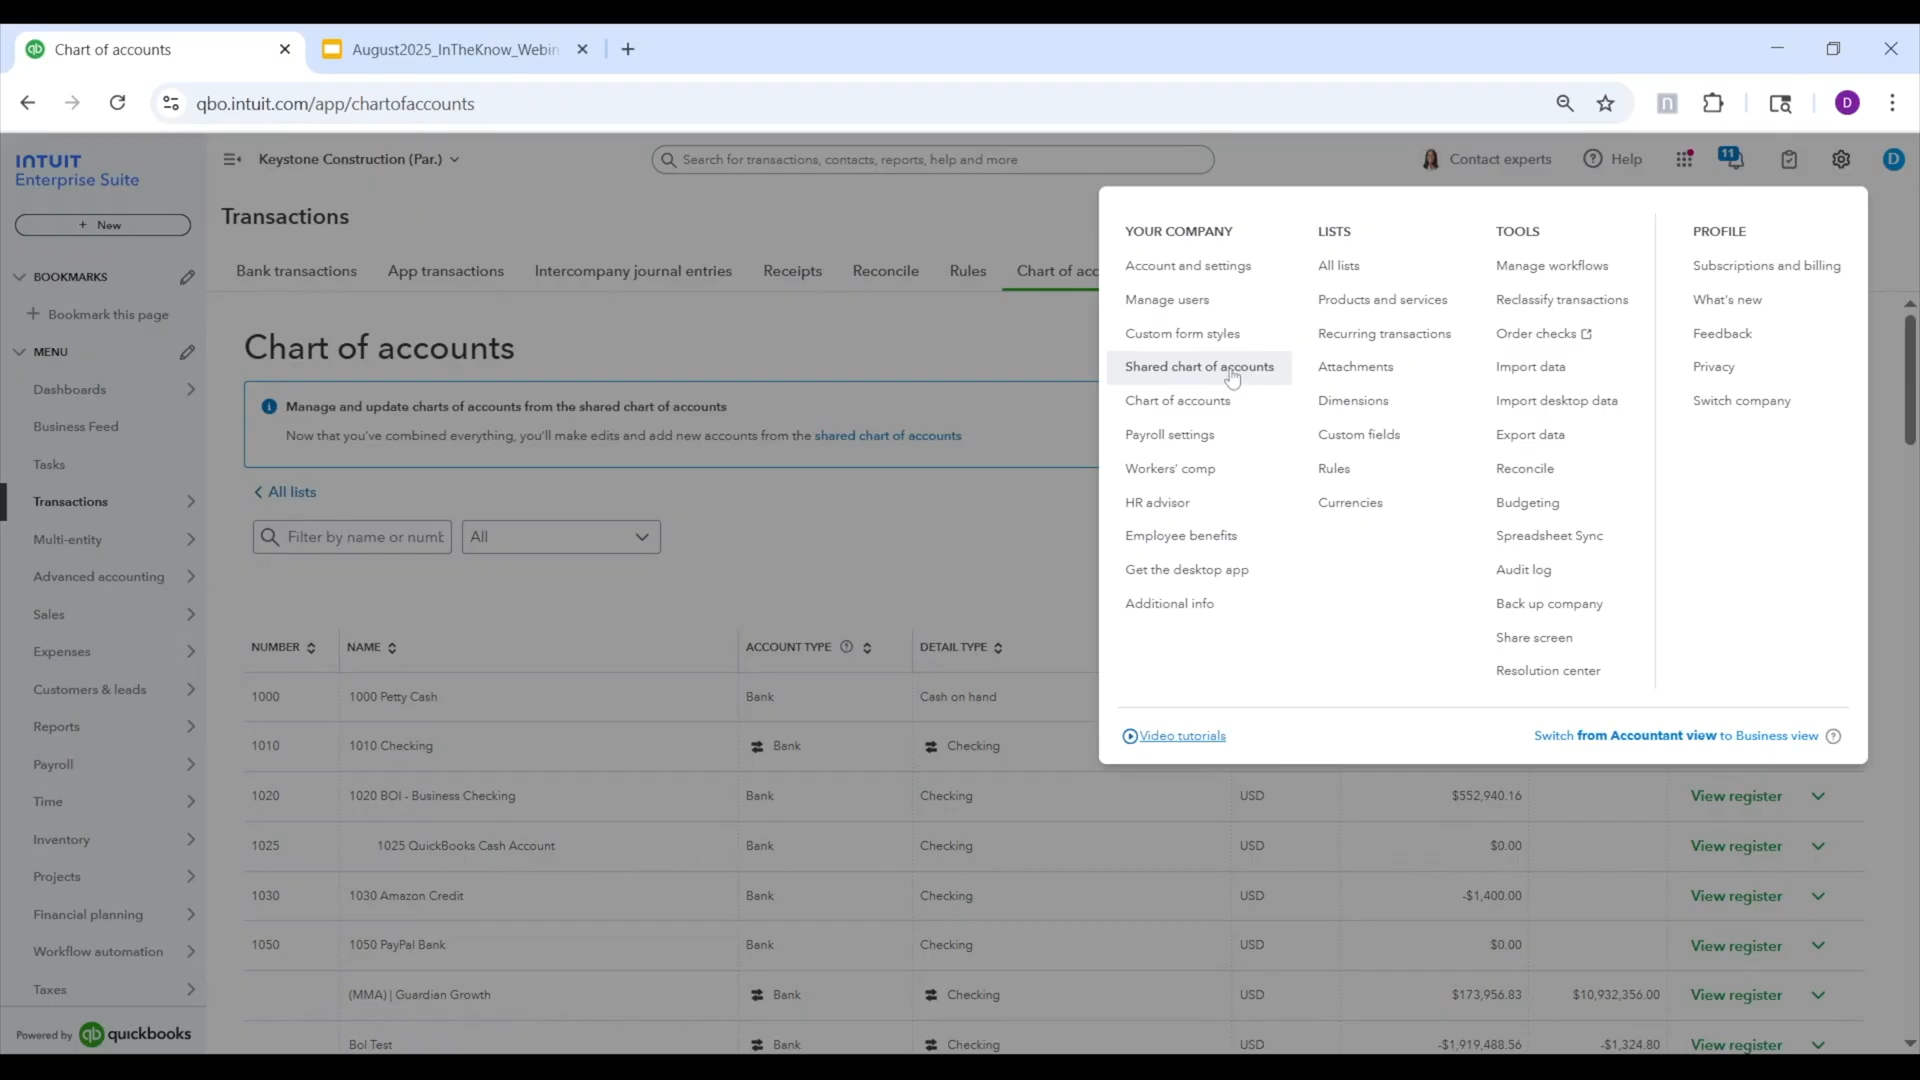 Chart of accounts
August2025_InTheKnow_Webin
qbo.intuit.com/app/chartofaccounts
D
INTUIT
Enterprise Suite
Keystone Construction (Par.)
Search for transactions, contacts, reports, help and more
Contact experts
Help
11
D
+ New
BOOKMARKS
Bookmark this page
MENU
Dashboards
Business Feed
Tasks
Transactions
Multi-entity
Advanced accounting
Sales
Expenses
Customers & leads
Reports
Payroll
Time
Inventory
Projects
Financial planning
Workflow automation
Taxes
Powered by qb quickbooks
Transactions
Bank transactions App transactions Intercompany journal entries Receipts Reconcile Rules Chart of acc
Chart of accounts
Manage and update charts of accounts from the shared chart of accounts
Now that you've combined everything, you'll make edits and add new accounts from the shared chart of accounts
All lists
Filter by name or numb
All
NUMBER NAME ACCOUNT TYPE DETAIL TYPE
1000 1000 Petty Cash Bank Cash on hand
1010 1010 Checking Bank Checking
1020 1020 BOI - Business Checking Bank Checking USD $552,940.16 View register
1025 1025 QuickBooks Cash Account Bank Checking USD $0.00 View register
1030 1030 Amazon Credit Bank Checking USD -$1,400.00 View register
1050 1050 PayPal Bank Bank Checking USD $0.00 View register
(MMA) | Guardian Growth Bank Checking USD $173,956.83 $10,932,356.00 View register
BoI Test Bank Checking USD -$1,919,488.56 -$1,324.80 View register
YOUR COMPANY
Account and settings
Manage users
Custom form styles
Shared chart of accounts
Chart of accounts
Payroll settings
Workers' comp
HR advisor
Employee benefits
Get the desktop app
Additional info
LISTS
All lists
Products and services
Recurring transactions
Attachments
Dimensions
Custom fields
Rules
Currencies
TOOLS
Manage workflows
Reclassify transactions
Order checks
Import data
Import desktop data
Export data
Reconcile
Budgeting
Spreadsheet Sync
Audit log
Back up company
Share screen
Resolution center
PROFILE
Subscriptions and billing
What's new
Feedback
Privacy
Switch company
Video tutorials
Switch from Accountant view to Business view